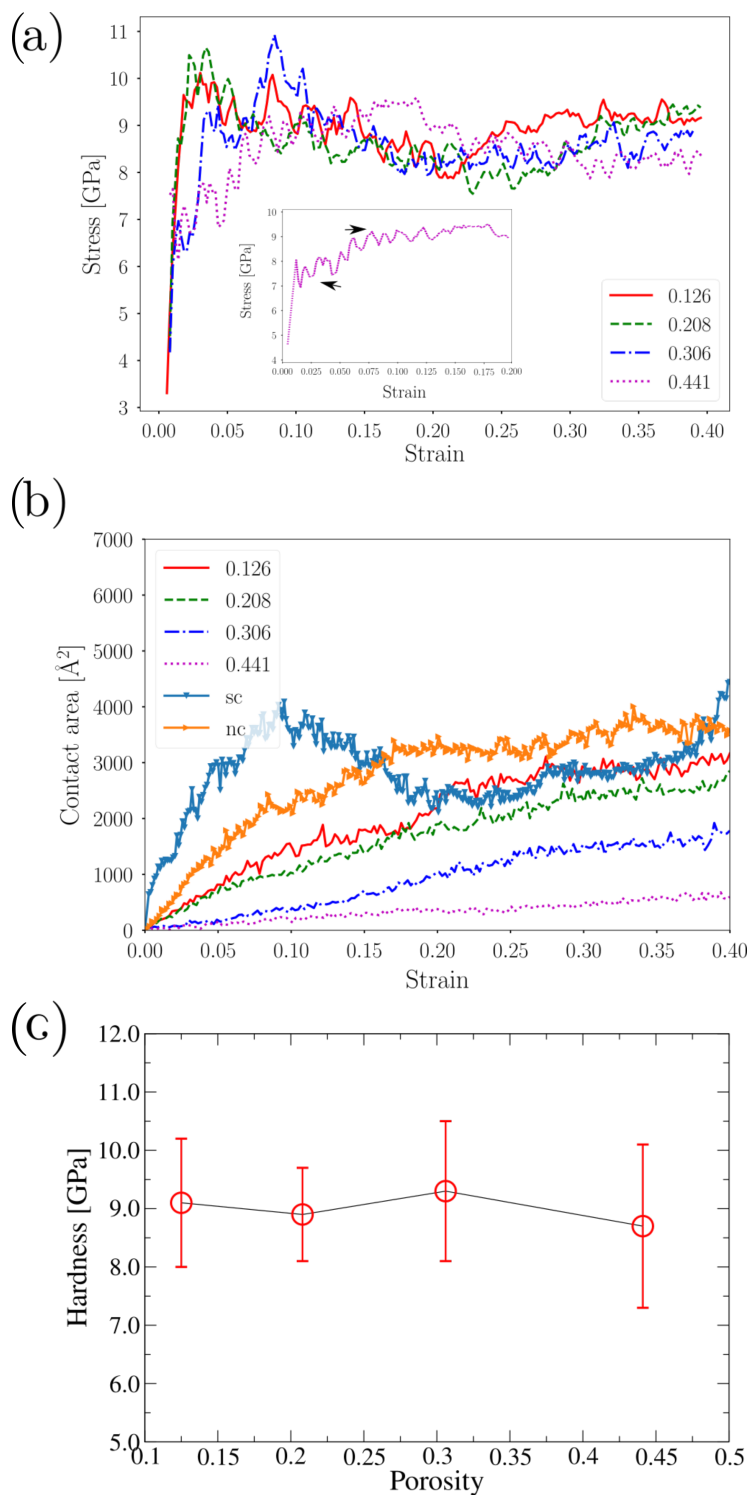 (a)
11
10
9
8
7
6
5
4
3
Stress [GPa]
0.00 0.05 0.10 0.15 0.20 0.25 0.30 0.35 0.40
Strain
10
9
8
7
6
5
4
Stress [GPa]
0.000 0.025 0.050 0.075 0.100 0.125 0.150 0.175 0.200
Strain
0.126
0.208
0.306
0.441
(b)
7000
6000
5000
4000
3000
2000
1000
0
Contact area [Å²]
0.126
0.208
0.306
0.441
sc
nc
0.00 0.05 0.10 0.15 0.20 0.25 0.30 0.35 0.40
Strain
(c)
12.0
11.0
10.0
9.0
8.0
7.0
6.0
5.0
Hardness [GPa]
0.1 0.15 0.2 0.25 0.3 0.35 0.4 0.45 0.5
Porosity